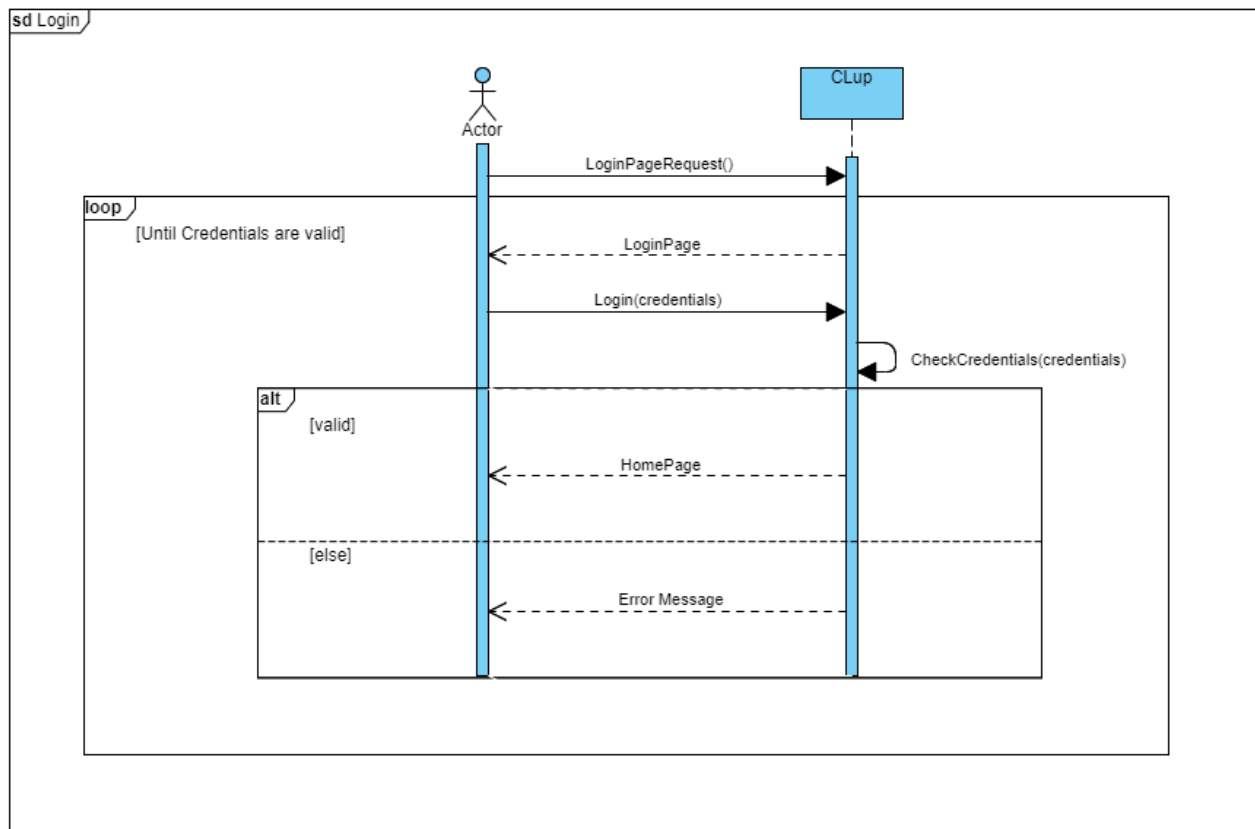 sd Login
CLup
Actor
LoginPageRequest()
loop
[Until Credentials are valid]
LoginPage
Login(credentials)
CheckCredentials(credentials)
alt
[valid]
HomePage
[else]
Error Message